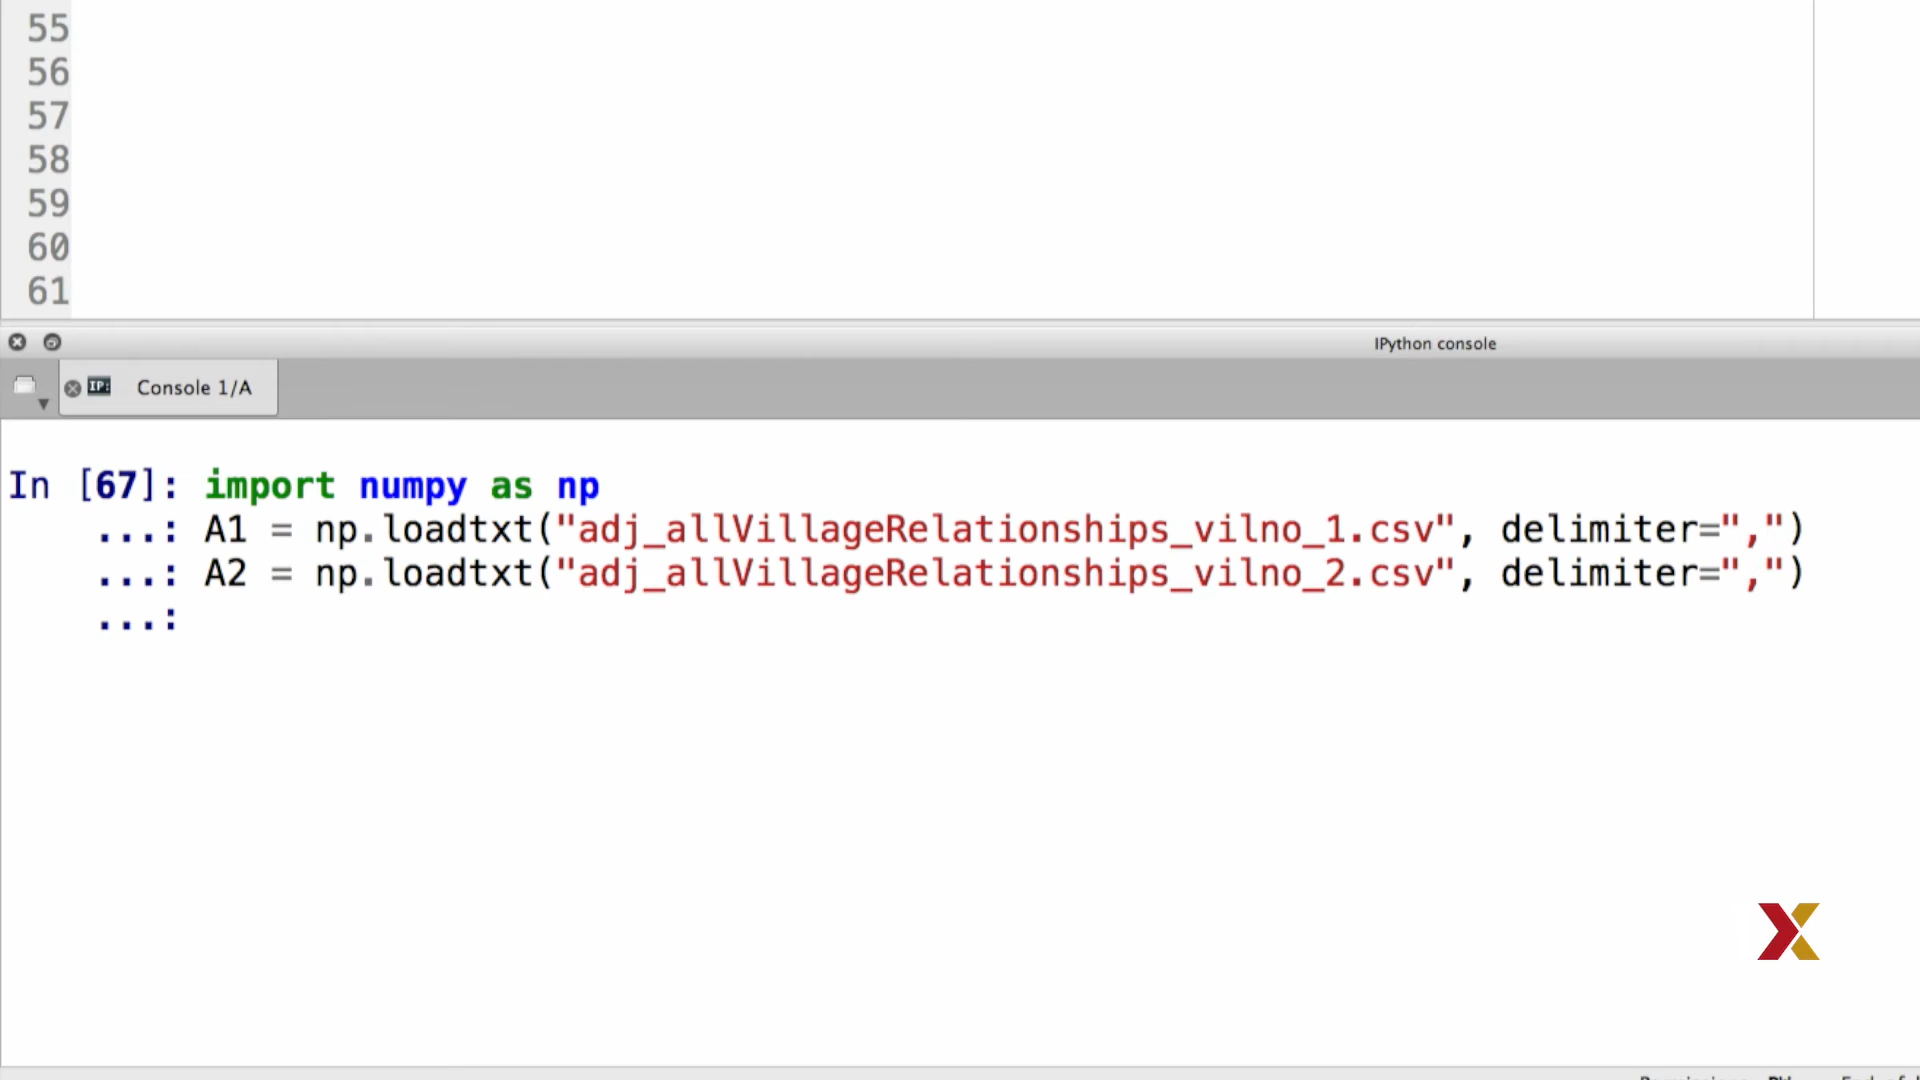 55
56
57
58
59
60
61
IPython console
IP: Console 1/A
In [67]: import numpy as np
...: A1 = np.loadtxt("adj_allVillageRelationships_vilno_1.csv", delimiter=",")
...: A2 = np.loadtxt("adj_allVillageRelationships_vilno_2.csv", delimiter=",")
...:
X